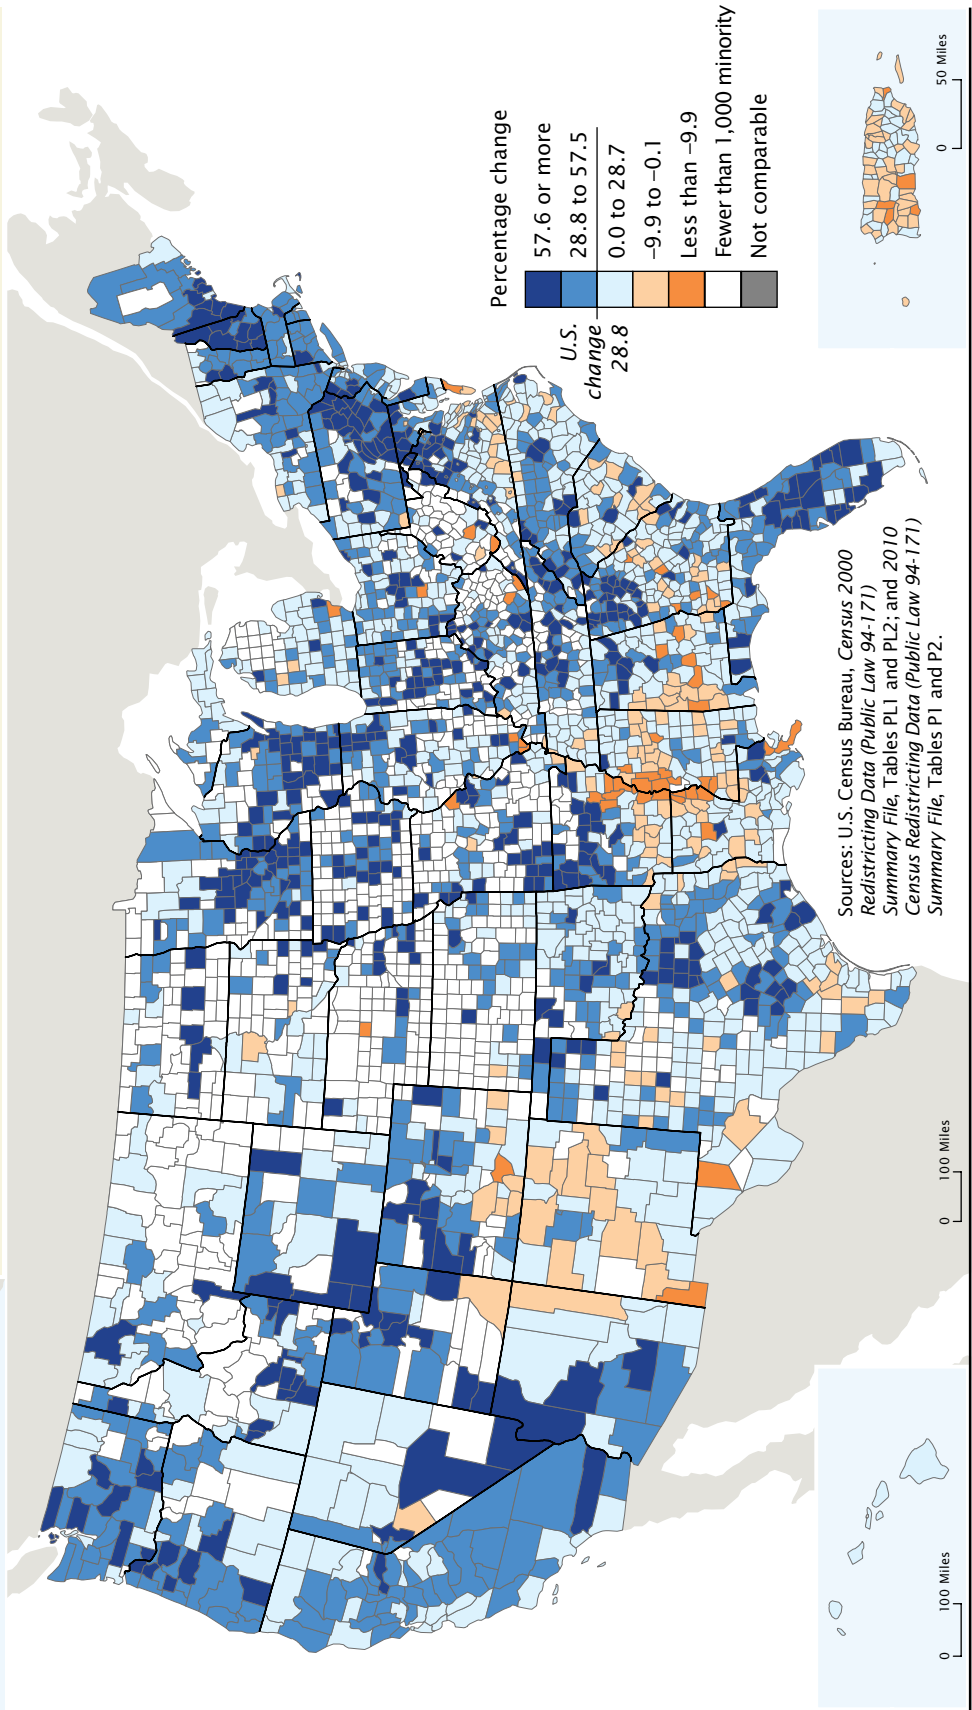 Percentage change
57.6 or more
28.8 to 57.5
0.0 to 28.7
–9.9 to –0.1
Less than –9.9
Fewer than 1,000 minority
Not comparable
U.S.
change
28.8
Sources: U.S. Census Bureau, Census 2000
Redistricting Data (Public Law 94-171)
Summary File, Tables PL1 and PL2; and 2010
Census Redistricting Data (Public Law 94-171)
Summary File, Tables P1 and P2.
0 100 Miles
0 100 Miles
0 50 Miles